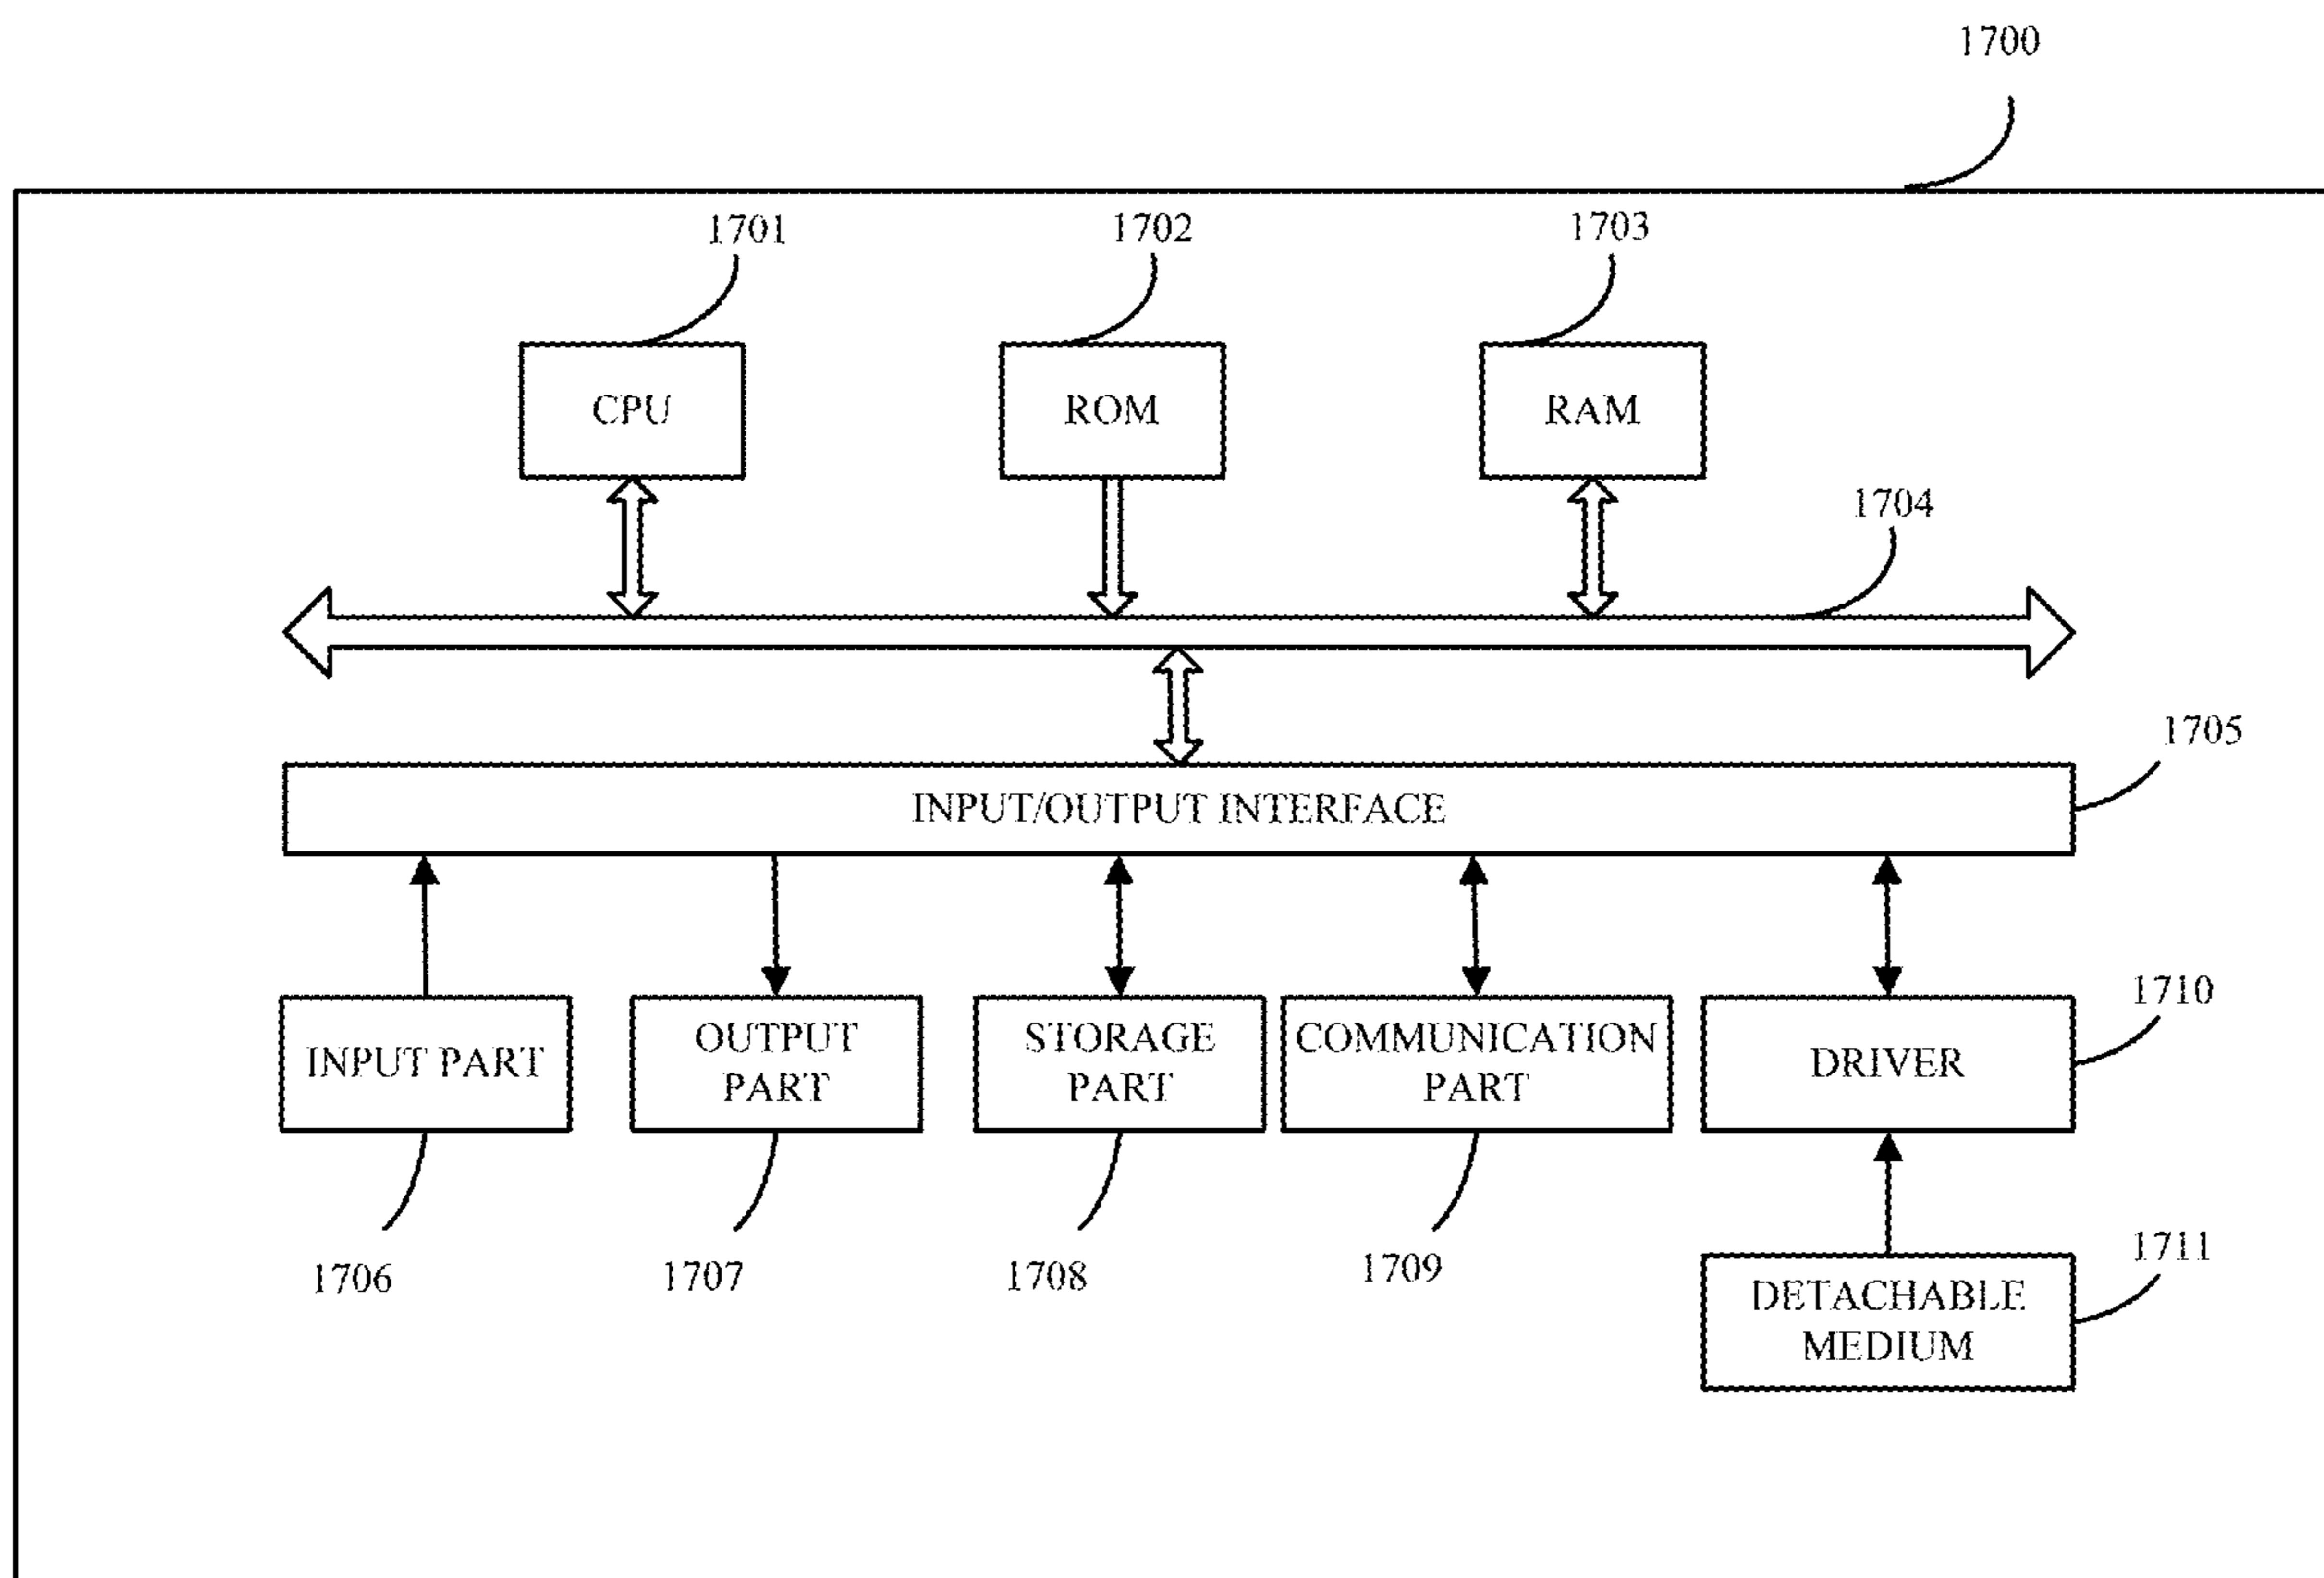 1700
1701
1702
1703
CPU
ROM
RAM
1704
1705
INPUT/OUTPUT INTERFACE
1710
INPUT PART
OUTPUT
PART
STORAGE
PART
COMMUNICATION
PART
DRIVER
1706
1707
1708
1709
1711
DETACHABLE
MEDIUM